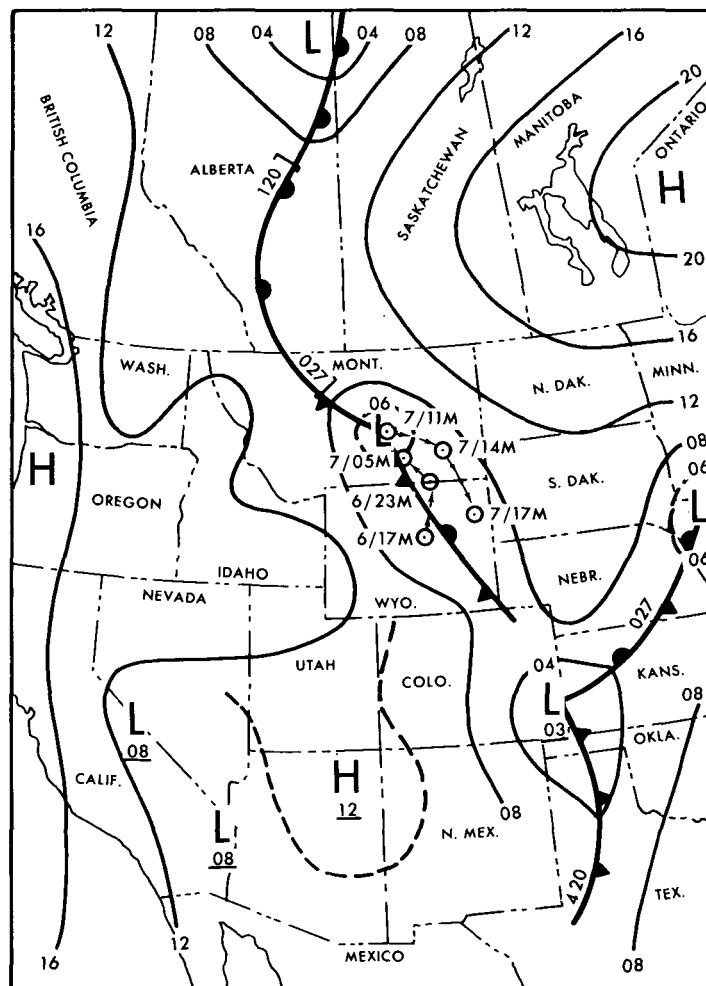 12
08
04
L
04
08
12
16
20
BRITISH COLUMBIA
ALBERTA
120
SASKATCHEWAN
MANITOBA
ONTARIO
H
16
20
WASH.
MONT.
027
16
N. DAK.
MINN.
12
06
L
7/11M
7/14M
7/05M
H
OREGON
S. DAK.
08
06
L
6/23M
7/17M
6/17M
06
IDAHO
NEBR.
NEVADA
WYO.
027
UTAH
COLO.
04
KANS.
L
03
08
L
08
OKLA.
CALIF.
H
12
08
N. MEX.
L
08
TEX.
420
12
16
MEXICO
08